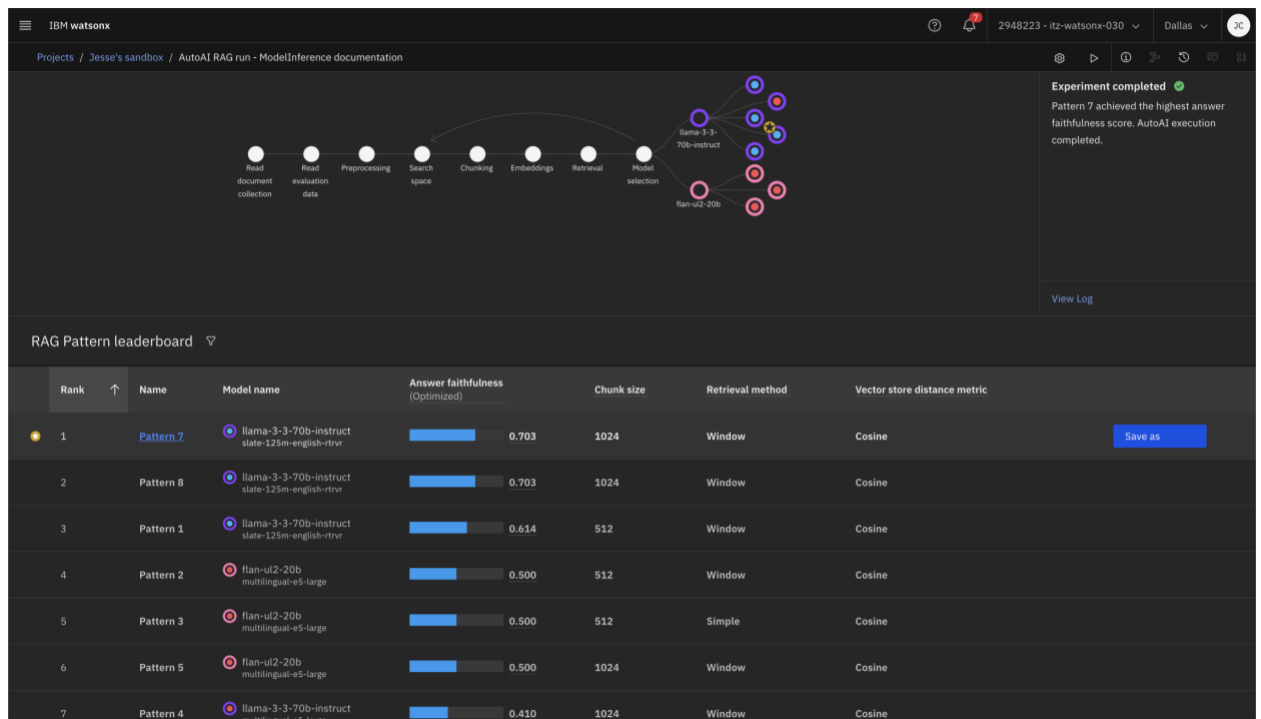 IBM watsonx
7
2948223 - itz-watsonx-030
Dallas
JC
Projects / Jesse's sandbox / AutoAI RAG run - ModelInference documentation
Experiment completed
Pattern 7 achieved the highest answer
faithfulness score. AutoAI execution
completed.
View Log
Read
document
collection
Read
evaluation
data
Preprocessing
Search
space
Chunking
Embeddings
Retrieval
Model
selection
llama-3-3-
70b-instruct
flan-ul2-20b
RAG Pattern leaderboard
Rank Name Model name Answer faithfulness (Optimized) Chunk size Retrieval method Vector store distance metric
1 Pattern 7 llama-3-3-70b-instruct 0.703 1024 Window Cosine Save as
slate-125m-english-rtrvr
2 Pattern 8 llama-3-3-70b-instruct 0.703 1024 Window Cosine
slate-125m-english-rtrvr
3 Pattern 1 llama-3-3-70b-instruct 0.614 512 Window Cosine
slate-125m-english-rtrvr
4 Pattern 2 flan-ul2-20b 0.500 512 Window Cosine
multilingual-e5-large
5 Pattern 3 flan-ul2-20b 0.500 512 Simple Cosine
multilingual-e5-large
6 Pattern 5 flan-ul2-20b 0.500 1024 Window Cosine
multilingual-e5-large
7 Pattern 4 llama-3-3-70b-instruct 0.410 1024 Window Cosine